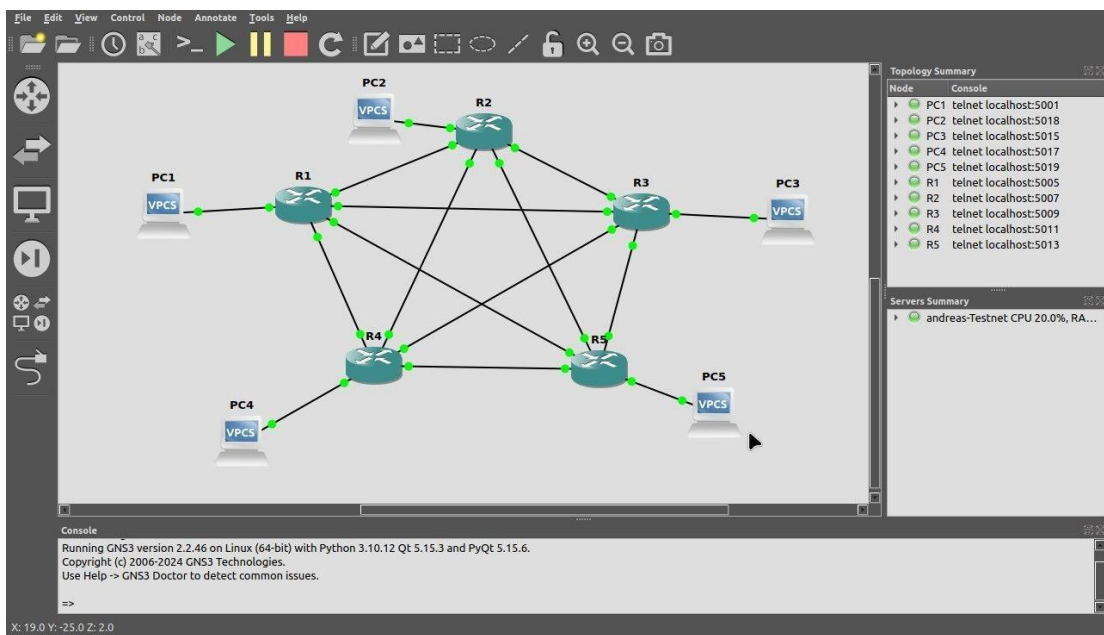 File Edit View Control Node Annotate Tools Help
Topology Summary
Node Console
PC1 telnet localhost:5001
PC2 telnet localhost:5018
PC3 telnet localhost:5015
PC4 telnet localhost:5017
PC5 telnet localhost:5019
R1 telnet localhost:5005
R2 telnet localhost:5007
R3 telnet localhost:5009
R4 telnet localhost:5011
R5 telnet localhost:5013
Servers Summary
andreas-Testnet CPU 20.0%, RA...
PC2
VPCS
R2
PC1
VPCS
R1
R3
PC3
VPCS
R4
R5
PC4
VPCS
PC5
VPCS
Console
Running GNS3 version 2.2.46 on Linux (64-bit) with Python 3.10.12 Qt 5.15.3 and PyQt 5.15.6.
Copyright (c) 2006-2024 GNS3 Technologies.
Use Help -> GNS3 Doctor to detect common issues.
=>
X: 19.0 Y: -25.0 Z: 2.0